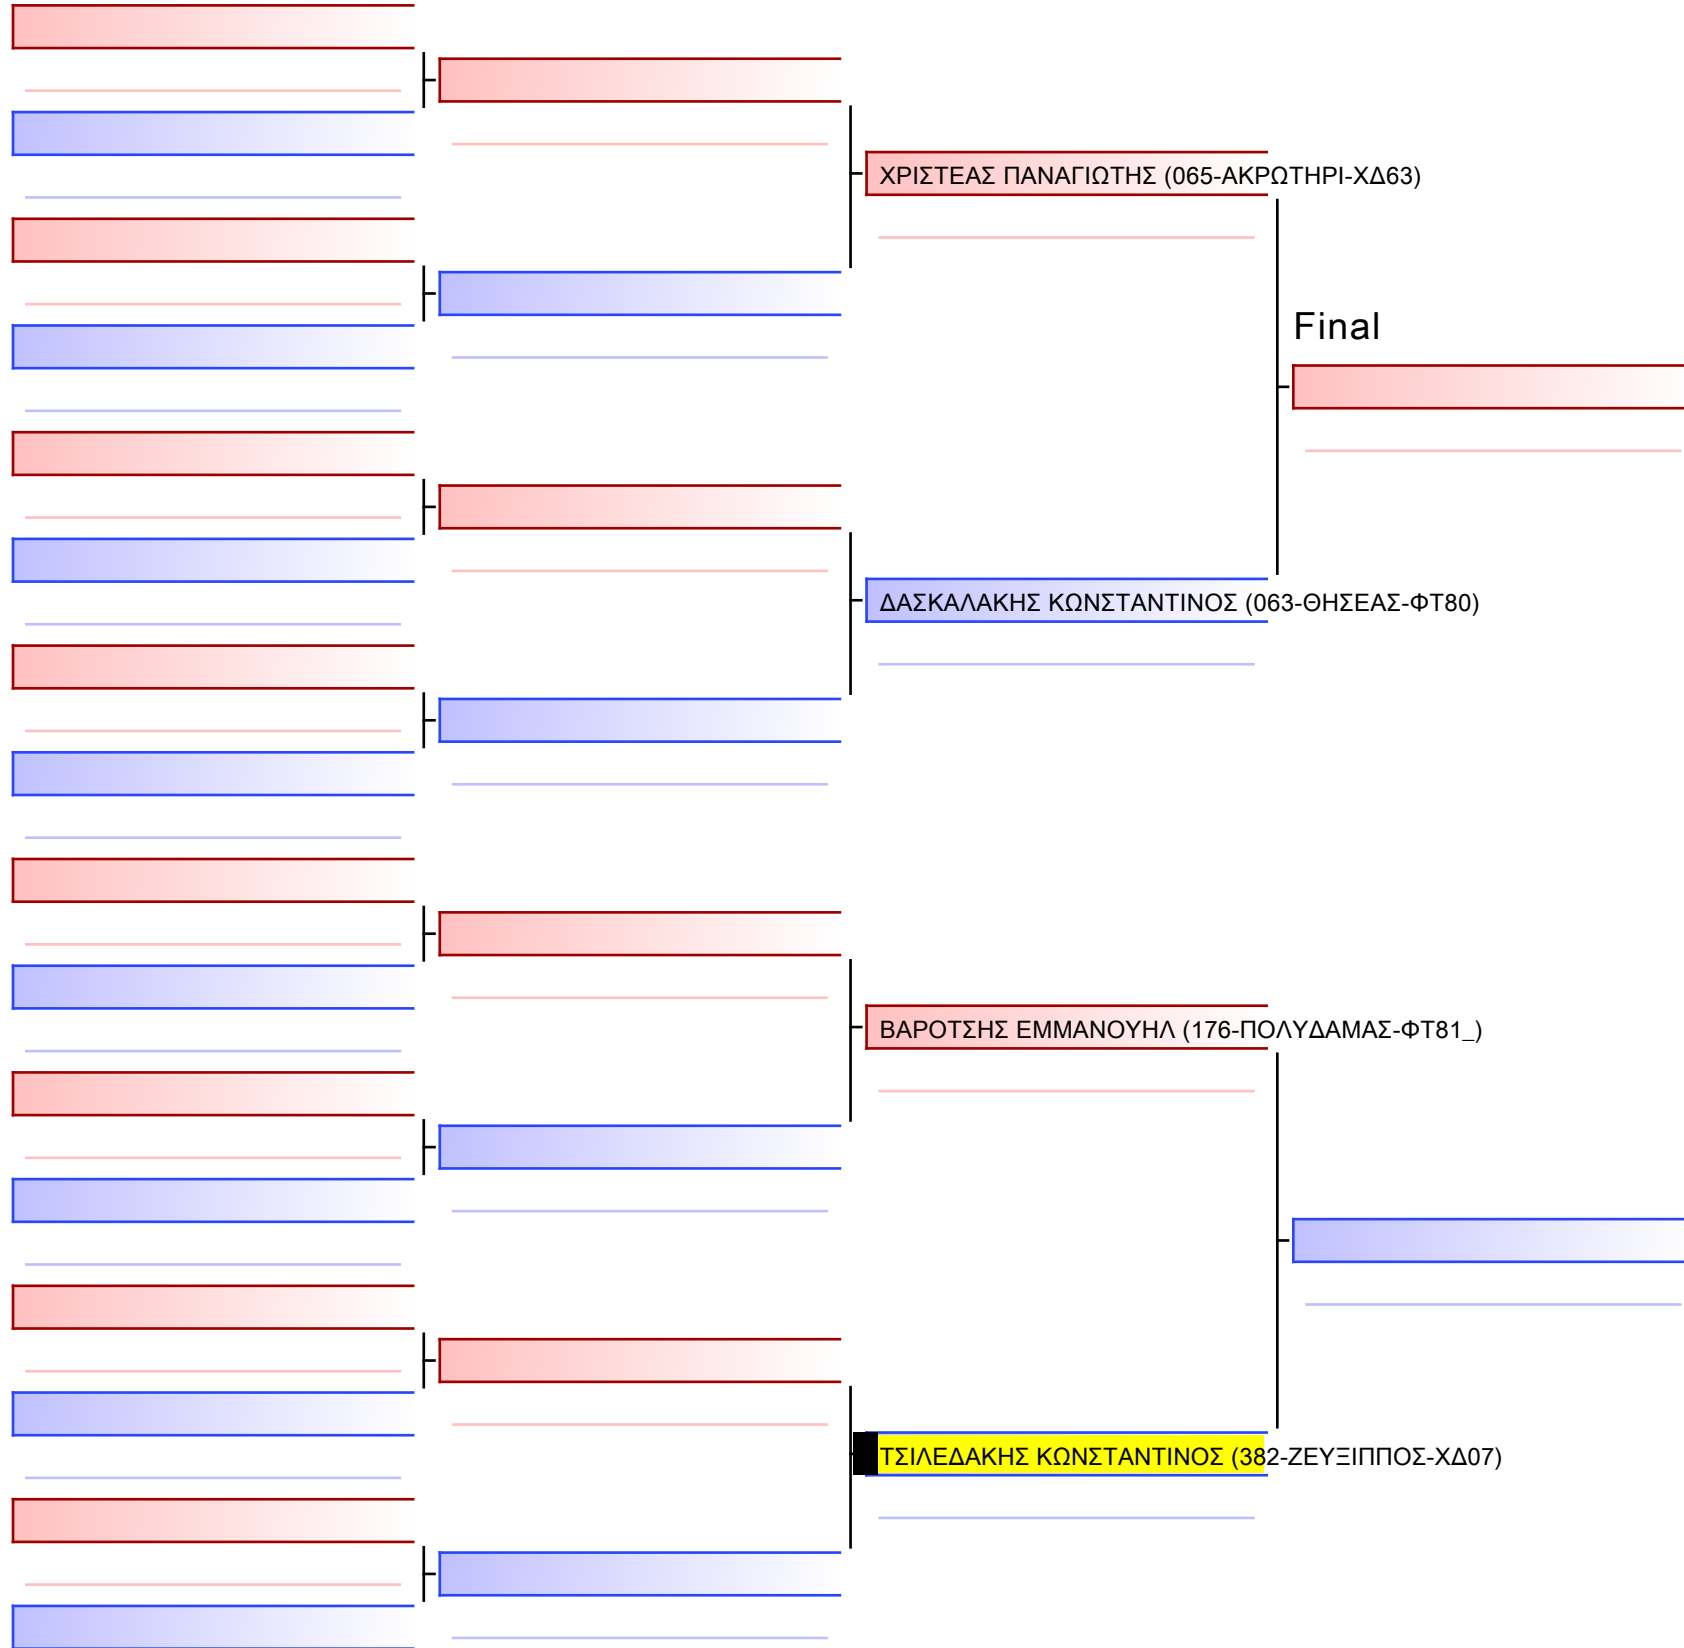 ΧΡΙΣΤΕΑΣ ΠΑΝΑΓΙΩΤΗΣ (065-ΑΚΡΩΤΗΡΙ-ΧΔ63)
Final
ΔΑΣΚΑΛΑΚΗΣ ΚΩΝΣΤΑΝΤΙΝΟΣ (063-ΘΗΣΕΑΣ-ΦΤ80)
ΒΑΡΟΤΣΗΣ ΕΜΜΑΝΟΥΗΛ (176-ΠΟΛΥΔΑΜΑΣ-ΦΤ81_)
ΤΣΙΛΕΔΑΚΗΣ ΚΩΝΣΤΑΝΤΙΝΟΣ (382-ΖΕΥΞΙΠΠΟΣ-ΧΔ07)